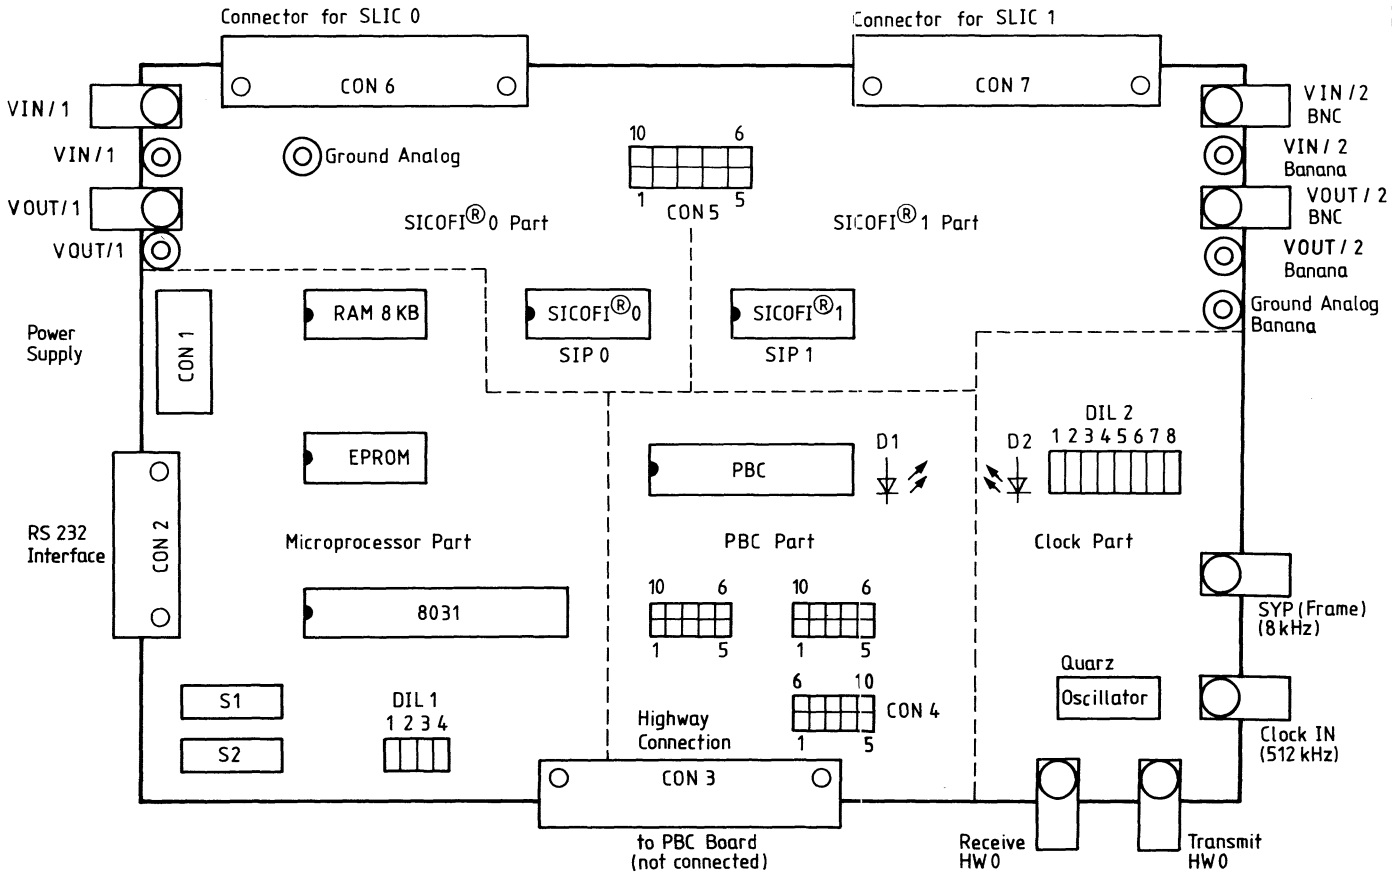 Connector for SLIC 0
Connector for SLIC 1
CON 6
CON 7
VIN/1
VIN/2
BNC
10 6
VIN/1
Ground Analog
VIN/2
Banana
1 5
CON 5
VOUT/1
VOUT/2
BNC
SICOFI® 0 Part
SICOFI® 1 Part
VOUT/1
VOUT/2
Banana
RAM 8 KB
SICOFI® 0
SICOFI® 1
Ground Analog
Banana
Power
Supply
CON 1
SIP 0
SIP 1
DIL 2
1 2 3 4 5 6 7 8
EPROM
PBC
D1
D2
RS 232
Interface
CON 2
Microprocessor Part
PBC Part
Clock Part
10 6
10 6
8031
1 5
1 5
SYP (Frame)
(8 kHz)
Quarz
Oscillator
S1
DIL 1
1 2 3 4
6 10
CON 4
1 5
Highway
Connection
S2
Clock IN
(512 kHz)
CON 3
to PBC Board
(not connected)
Receive
HW0
Transmit
HW0